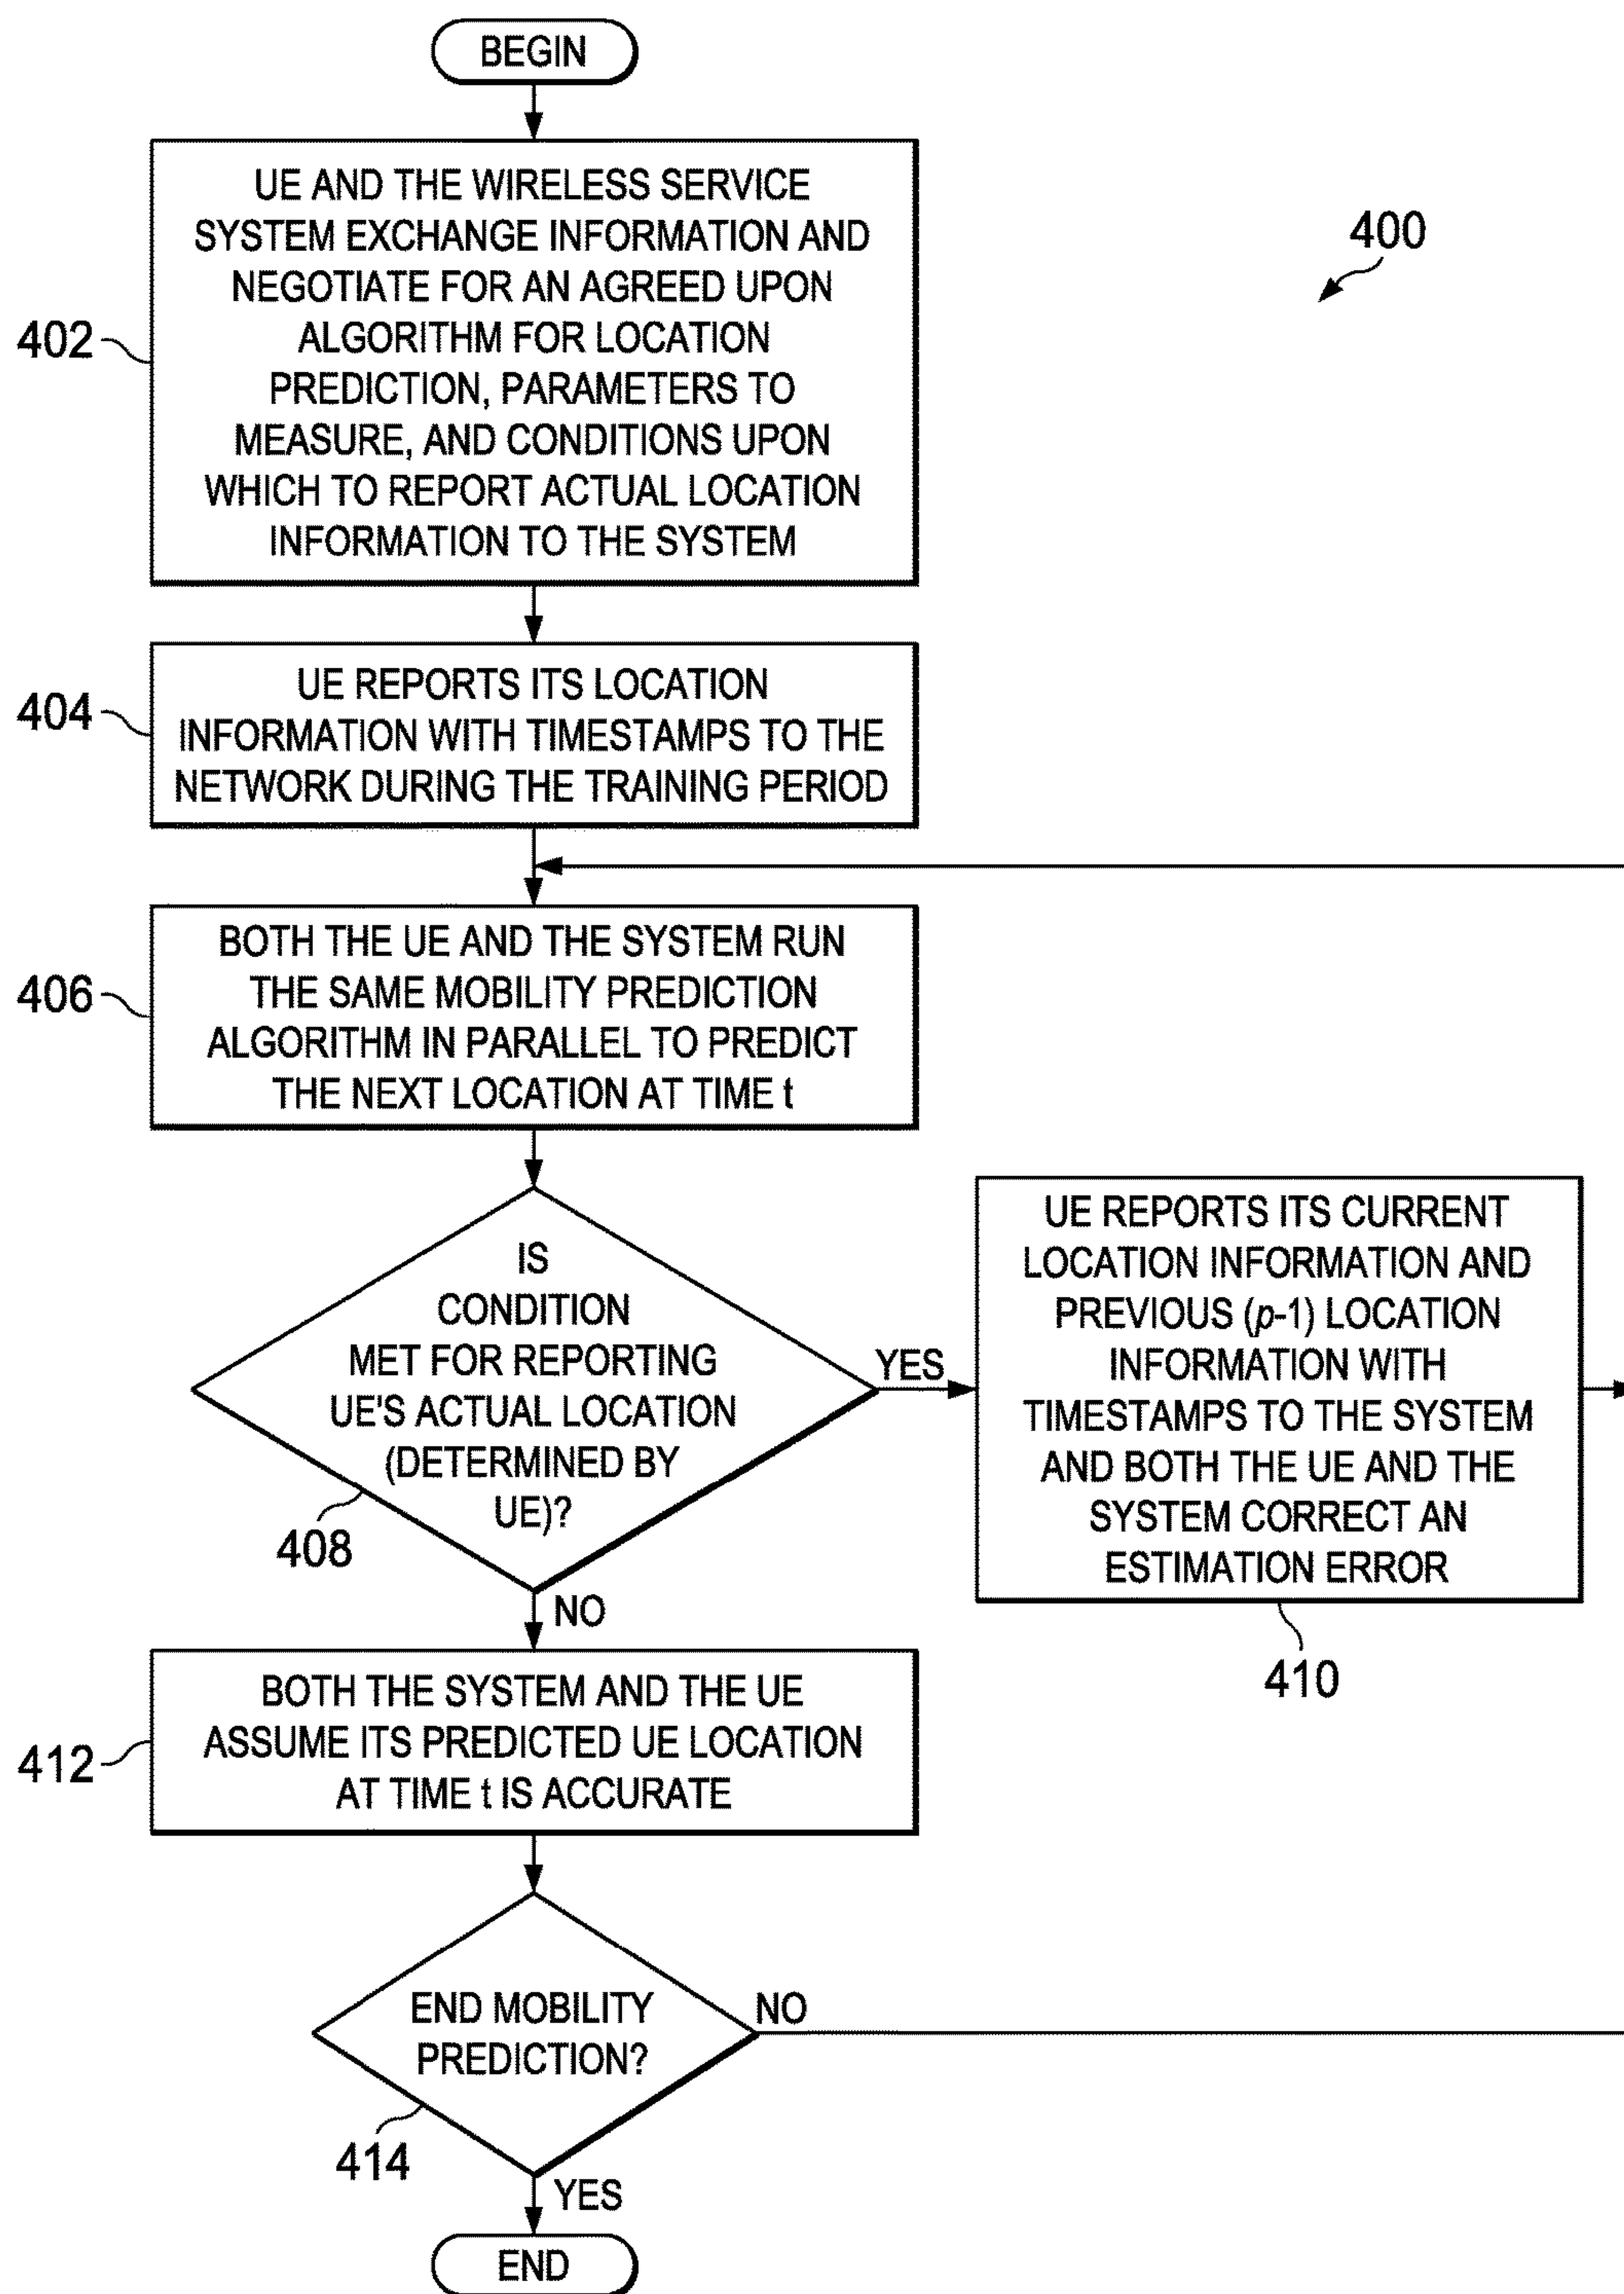 BEGIN
400
402
UE AND THE WIRELESS SERVICE
SYSTEM EXCHANGE INFORMATION AND
NEGOTIATE FOR AN AGREED UPON
ALGORITHM FOR LOCATION
PREDICTION, PARAMETERS TO
MEASURE, AND CONDITIONS UPON
WHICH TO REPORT ACTUAL LOCATION
INFORMATION TO THE SYSTEM
404
UE REPORTS ITS LOCATION
INFORMATION WITH TIMESTAMPS TO THE
NETWORK DURING THE TRAINING PERIOD
406
BOTH THE UE AND THE SYSTEM RUN
THE SAME MOBILITY PREDICTION
ALGORITHM IN PARALLEL TO PREDICT
THE NEXT LOCATION AT TIME t
IS
CONDITION
MET FOR REPORTING
UE'S ACTUAL LOCATION
(DETERMINED BY
UE)?
408
YES
NO
UE REPORTS ITS CURRENT
LOCATION INFORMATION AND
PREVIOUS (p-1) LOCATION
INFORMATION WITH
TIMESTAMPS TO THE SYSTEM
AND BOTH THE UE AND THE
SYSTEM CORRECT AN
ESTIMATION ERROR
410
412
BOTH THE SYSTEM AND THE UE
ASSUME ITS PREDICTED UE LOCATION
AT TIME t IS ACCURATE
END MOBILITY
PREDICTION?
NO
414
YES
END